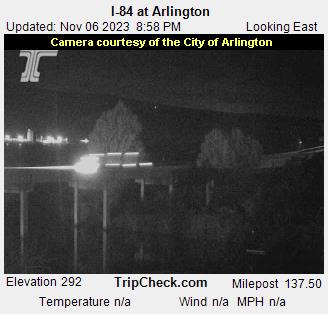 I-84 at Arlington
Updated: Nov 06 2023 8:58 PM Looking East
Camera courtesy of the City of Arlington
Elevation 292 TripCheck.com Milepost 137.50
Temperature n/a Wind n/a MPH n/a